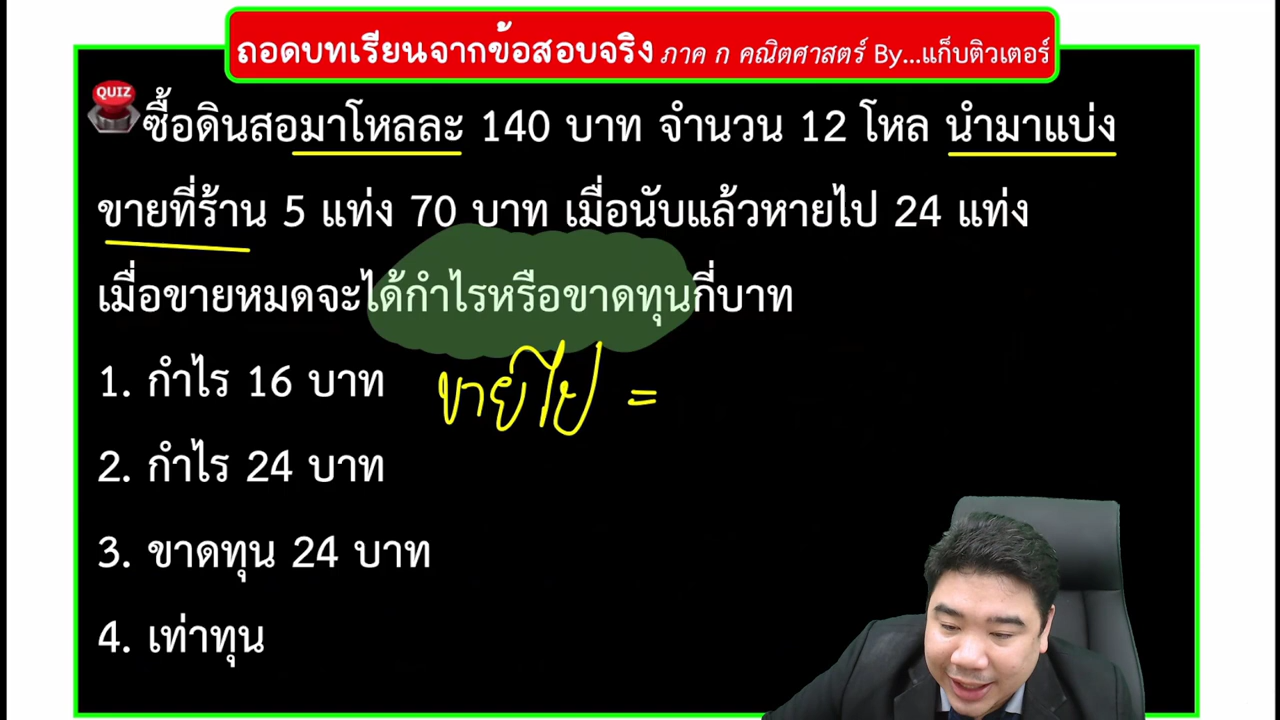 ถอดบทเรียนจากข้อสอบจริง ภาค ก คณิตศาสตร์ By...แก็บติวเตอร์
QUIZ
ซื้อดินสอมาโหลละ 140 บาท จำนวน 12 โหล นำมาแบ่ง
ขายที่ร้าน 5 แท่ง 70 บาท เมื่อนับแล้วหายไป 24 แท่ง
เมื่อขายหมดจะได้กำไรหรือขาดทุนกี่บาท
1. กำไร 16 บาท
ขายไป =
2. กำไร 24 บาท
3. ขาดทุน 24 บาท
4. เท่าทุน